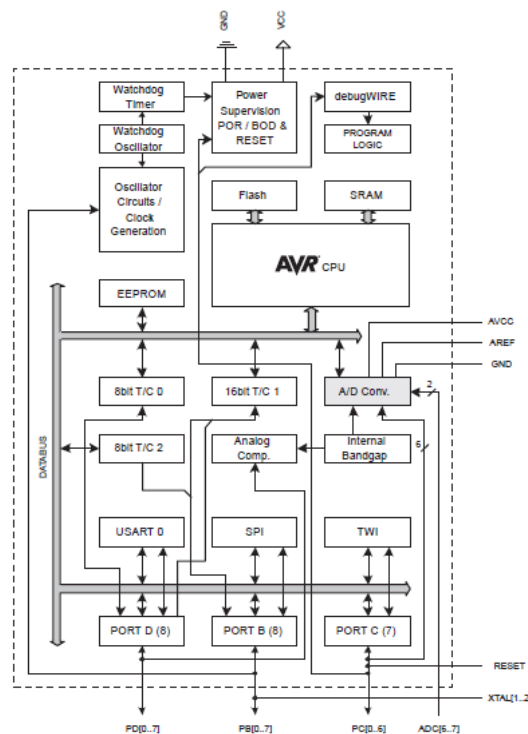 GND
VCC
Watchdog
Timer
Power
Supervision
POR / BOD &
RESET
debugWIRE
Watchdog
Oscillator
PROGRAM
LOGIC
Oscillator
Circuits /
Clock
Generation
Flash
SRAM
AVR CPU
EEPROM
AVCC
AREF
GND
8bit T/C 0
16bit T/C 1
A/D Conv.
2
DATABUS
8bit T/C 2
Analog
Comp.
Internal
Bandgap
6
USART 0
SPI
TWI
PORT D (8)
PORT B (8)
PORT C (7)
RESET
XTAL[1..2]
PD[0..7]
PB[0..7]
PC[0..6]
ADC[6..7]